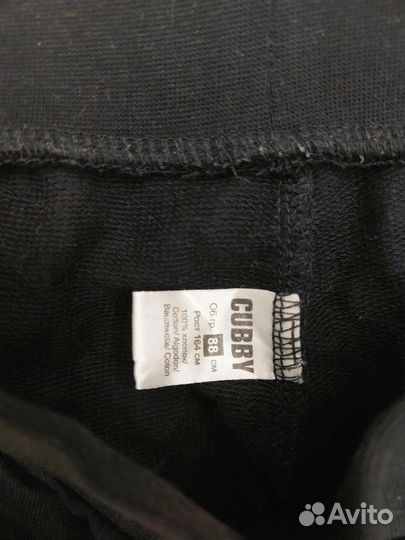 CUBBY
Об.гр. 88 см
Рост 164 см
100% хлопок/
Cotton/Algodon/
Baumwolle/Coton
Avito